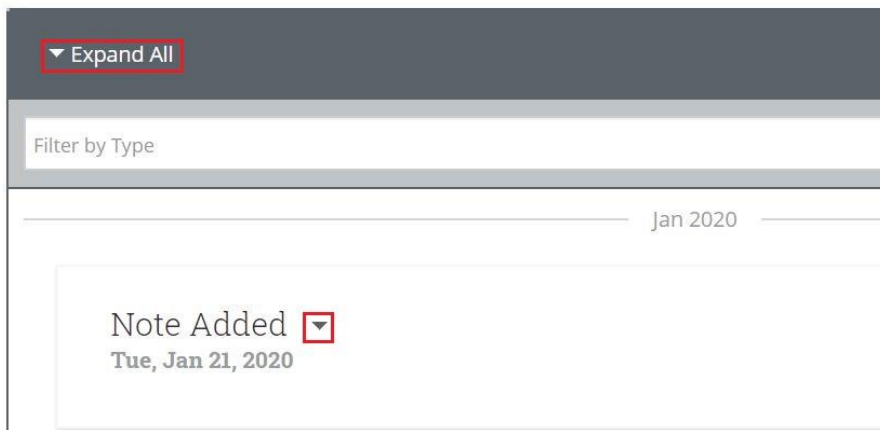 Expand All
Filter by Type
Jan 2020
Note Added
Tue, Jan 21, 2020